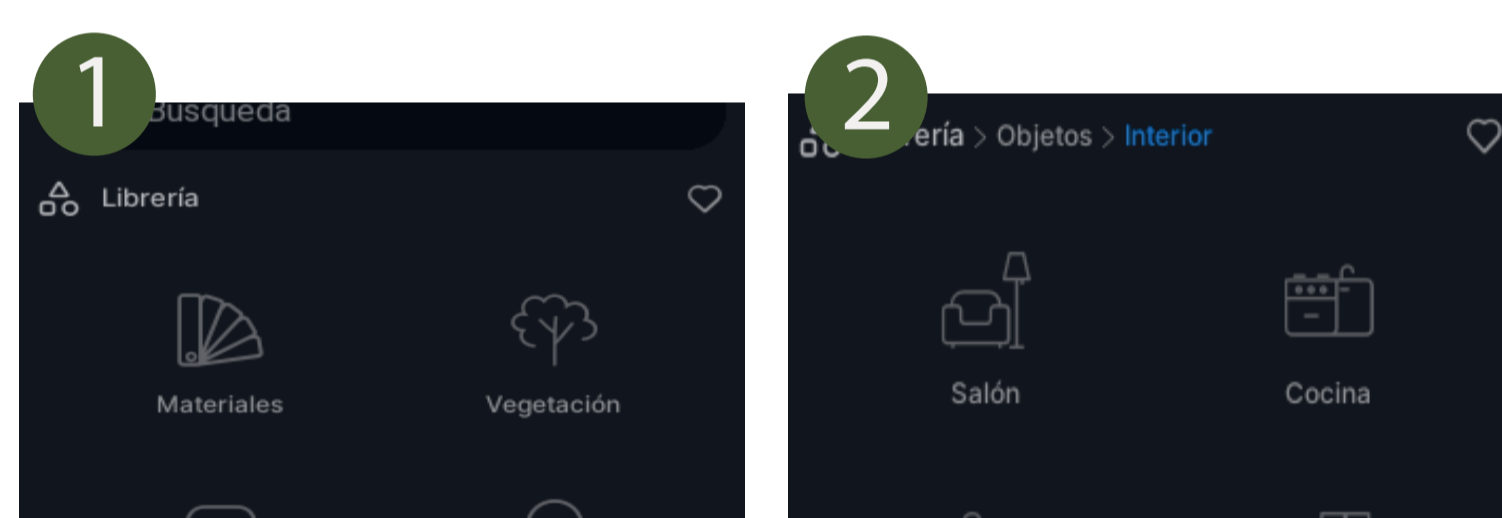 1
Busqueda
Librería
Materiales Vegetación
2
ería > Objetos > Interior
Salón Cocina